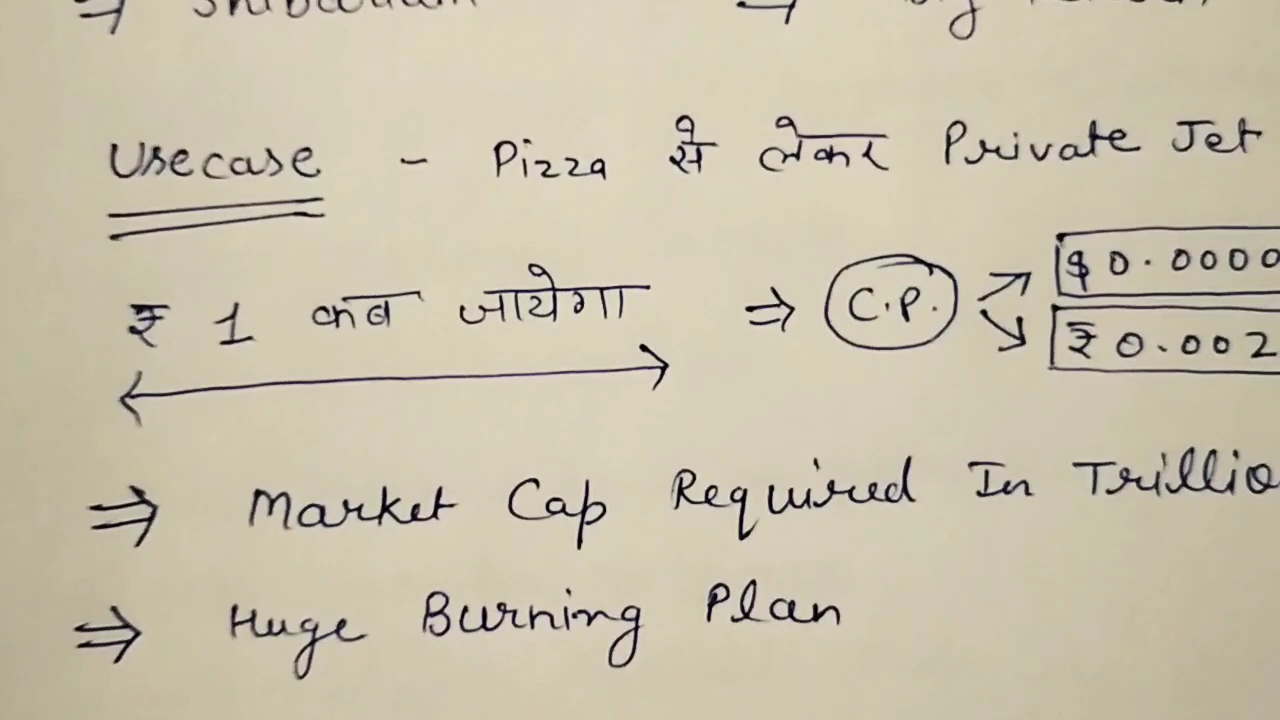 ⇒ ⇒
Usecase - Pizza से लेकर Private Jet
₹ 1 कब जायेगा ⇒ C.P. $0.0000
₹0.002
⇒ Market Cap Required In Trillio
⇒ Huge Burning Plan